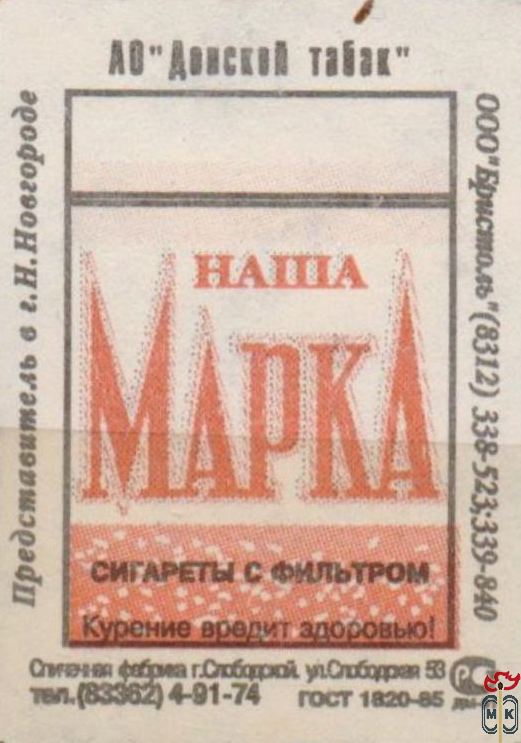 АО "Донской табак"
Представитель в г.Н.Новгороде
ООО"Бристоль"(8312) 338-523;339-840
НАША
МАРКА
СИГАРЕТЫ С ФИЛЬТРОМ
Курение вредит здоровью!
Спичечная фабрика г.Слободской. ул.Слободская 53
тел.(83362) 4-91-74 ГОСТ 1820-85
МК